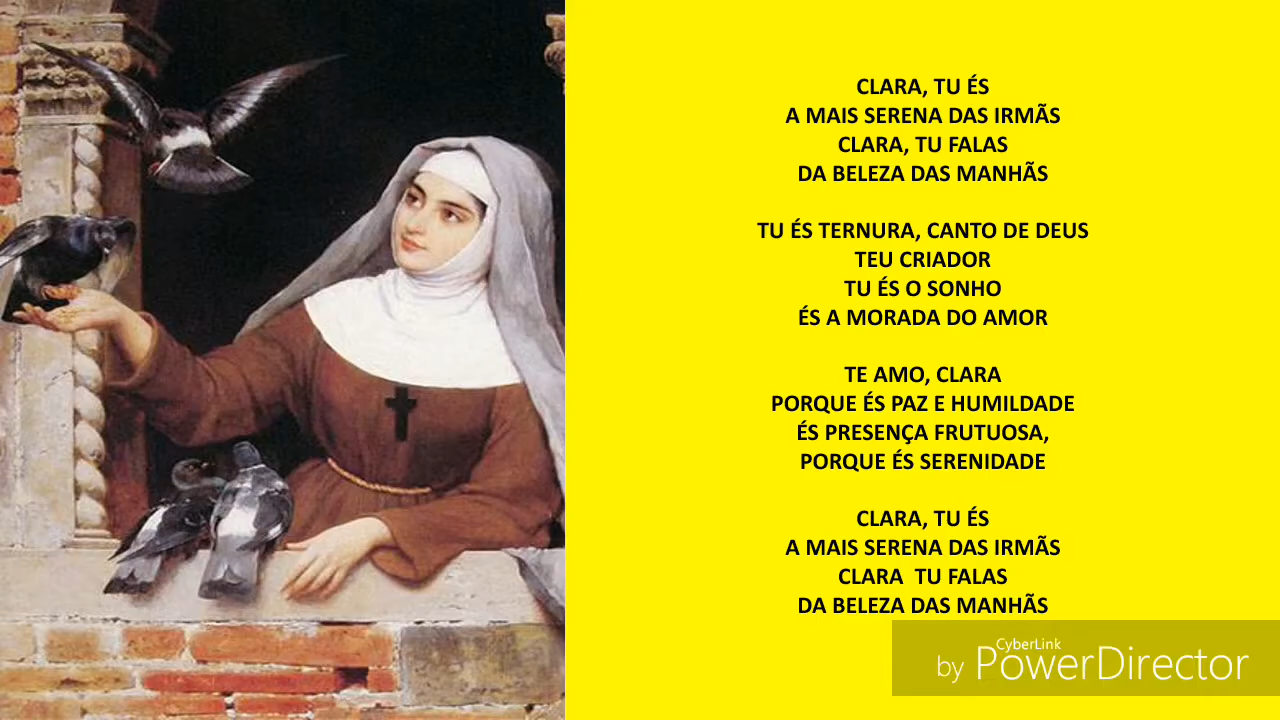 CLARA, TU ÉS
A MAIS SERENA DAS IRMÃS
CLARA, TU FALAS
DA BELEZA DAS MANHÃS
TU ÉS TERNURA, CANTO DE DEUS
TEU CRIADOR
TU ÉS O SONHO
ÉS A MORADA DO AMOR
TE AMO, CLARA
PORQUE ÉS PAZ E HUMILDADE
ÉS PRESENÇA FRUTUOSA,
PORQUE ÉS SERENIDADE
CLARA, TU ÉS
A MAIS SERENA DAS IRMÃS
CLARA  TU FALAS
DA BELEZA DAS MANHÃS
CyberLink
by PowerDirector